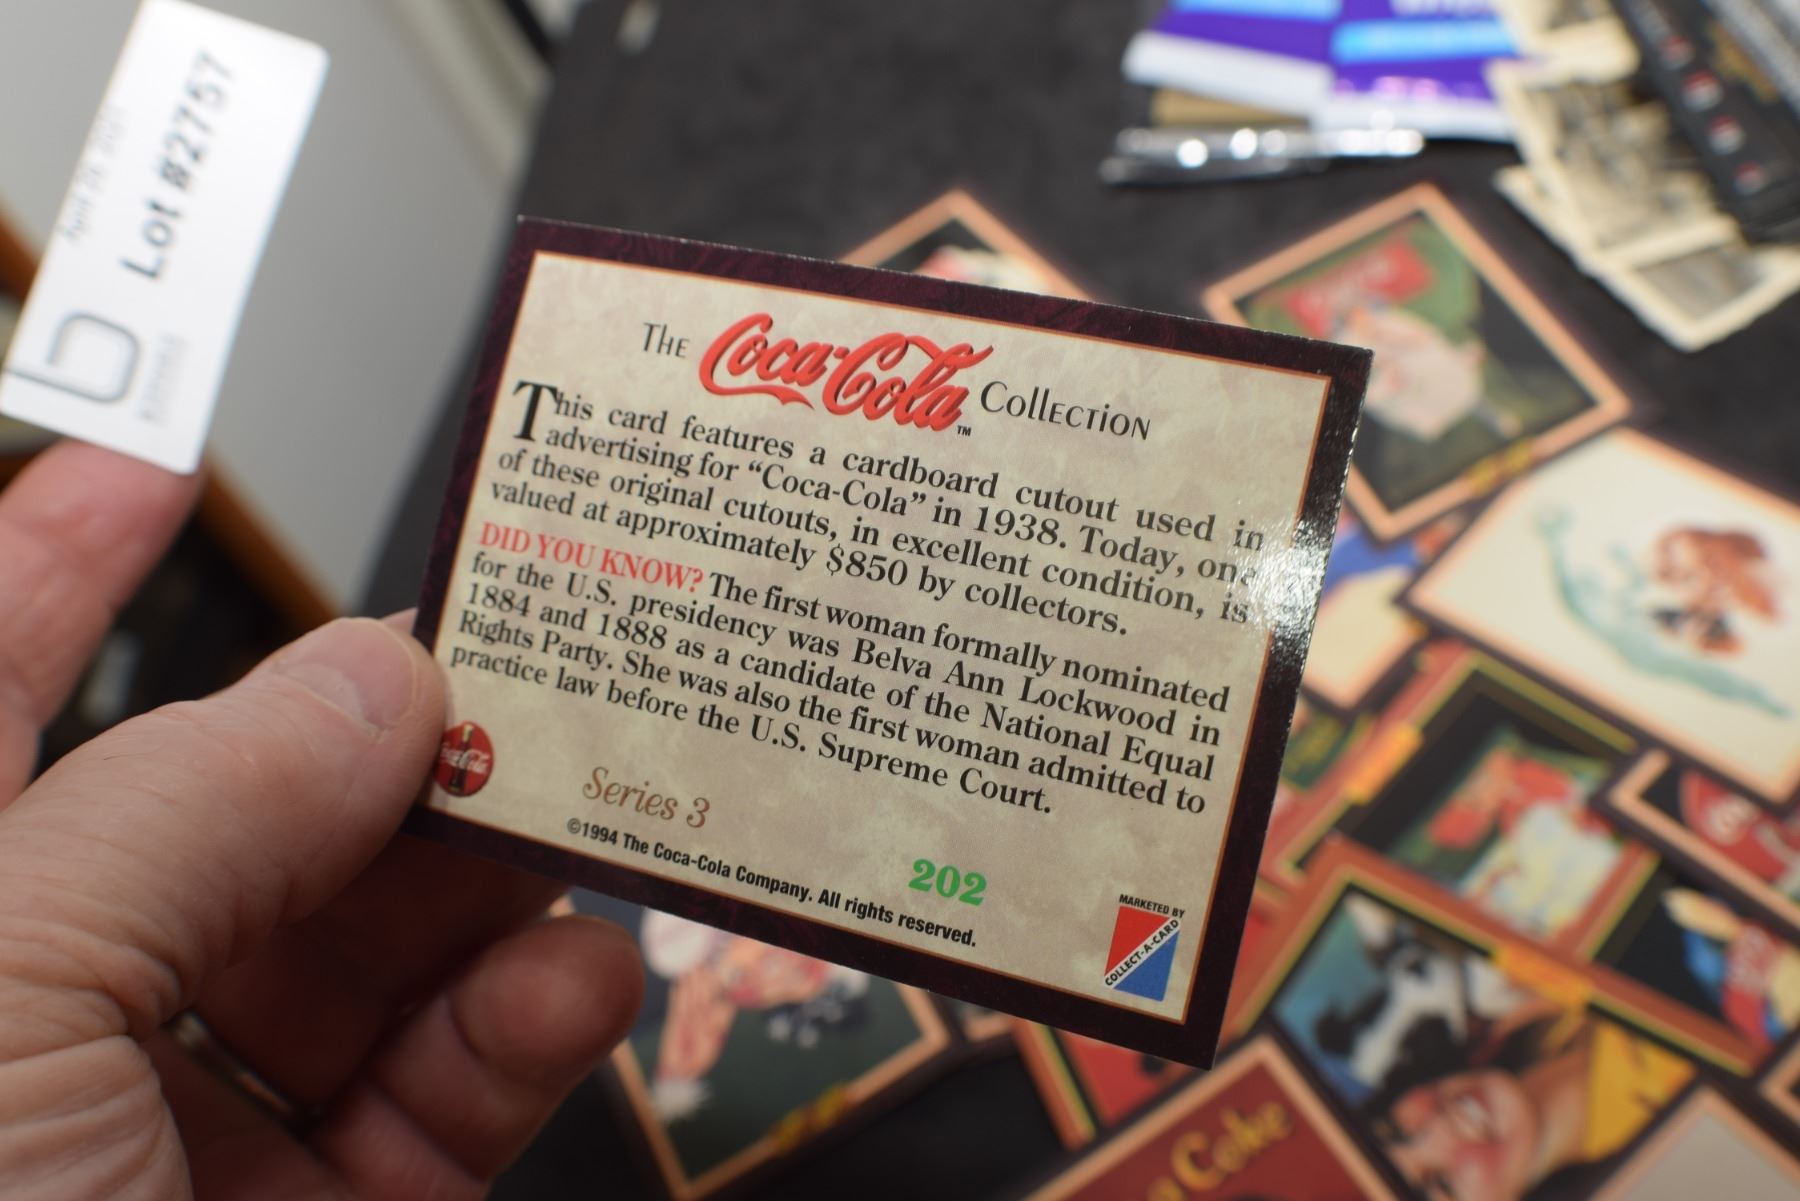 Lot #2757
The Coca-Cola™ Collection
This card features a cardboard cutout used in
advertising for "Coca-Cola" in 1938. Today, one
of these original cutouts, in excellent condition, is
valued at approximately $850 by collectors.
DID YOU KNOW? The first woman formally nominated
for the U.S. presidency was Belva Ann Lockwood in
1884 and 1888 as a candidate of the National Equal
Rights Party. She was also the first woman admitted to
practice law before the U.S. Supreme Court.
Coca-Cola
Series 3
©1994 The Coca-Cola Company. All rights reserved.
202
MARKETED BY
COLLECT-A-CARD
Coke